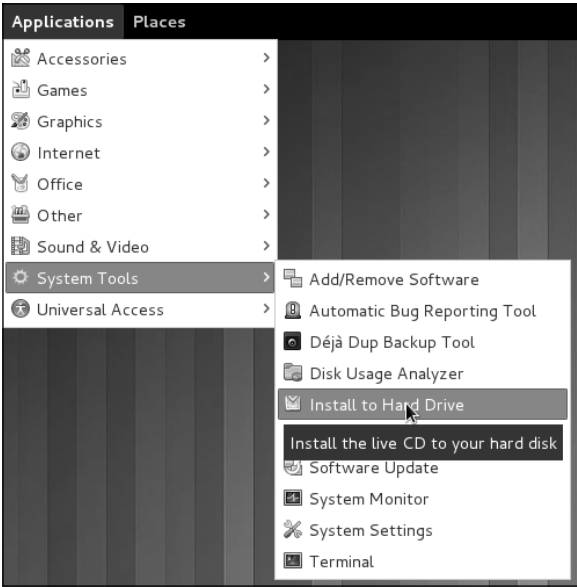 Applications Places
Accessories
Games
Graphics
Internet
Office
Other
Sound & Video
System Tools
Universal Access
Add/Remove Software
Automatic Bug Reporting Tool
Déjà Dup Backup Tool
Disk Usage Analyzer
Install to Hard Drive
Install the live CD to your hard disk
Software Update
System Monitor
System Settings
Terminal